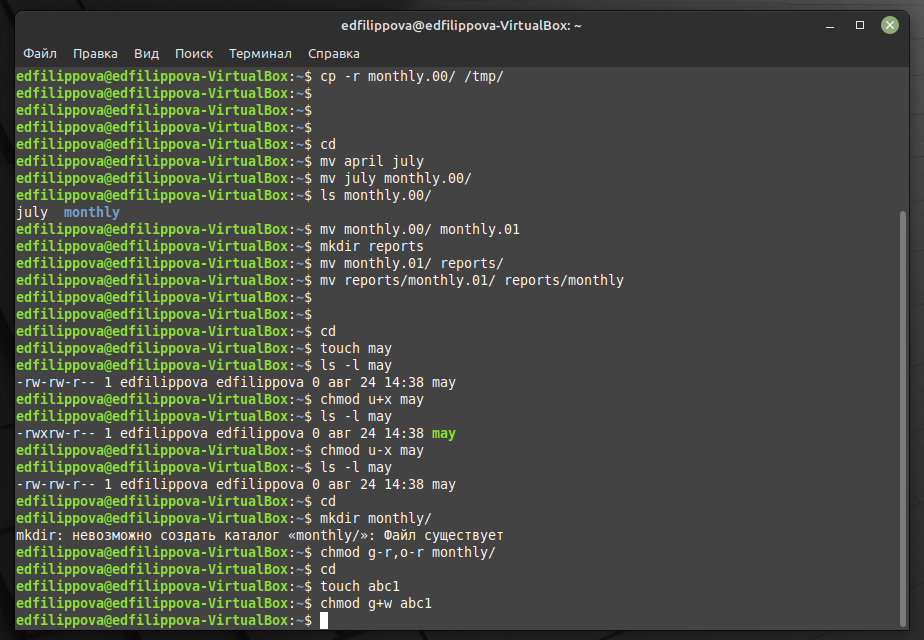 edfilippova@edfilippova-VirtualBox: ~
Файл Правка Вид Поиск Терминал Справка
edfilippova@edfilippova-VirtualBox:~$ cp -r monthly.00/ /tmp/
edfilippova@edfilippova-VirtualBox:~$
edfilippova@edfilippova-VirtualBox:~$
edfilippova@edfilippova-VirtualBox:~$
edfilippova@edfilippova-VirtualBox:~$ cd
edfilippova@edfilippova-VirtualBox:~$ mv april july
edfilippova@edfilippova-VirtualBox:~$ mv july monthly.00/
edfilippova@edfilippova-VirtualBox:~$ ls monthly.00/
july  monthly
edfilippova@edfilippova-VirtualBox:~$ mv monthly.00/ monthly.01
edfilippova@edfilippova-VirtualBox:~$ mkdir reports
edfilippova@edfilippova-VirtualBox:~$ mv monthly.01/ reports/
edfilippova@edfilippova-VirtualBox:~$ mv reports/monthly.01/ reports/monthly
edfilippova@edfilippova-VirtualBox:~$
edfilippova@edfilippova-VirtualBox:~$
edfilippova@edfilippova-VirtualBox:~$ cd
edfilippova@edfilippova-VirtualBox:~$ touch may
edfilippova@edfilippova-VirtualBox:~$ ls -l may
-rw-rw-r-- 1 edfilippova edfilippova 0 авг 24 14:38 may
edfilippova@edfilippova-VirtualBox:~$ chmod u+x may
edfilippova@edfilippova-VirtualBox:~$ ls -l may
-rwxrw-r-- 1 edfilippova edfilippova 0 авг 24 14:38 may
edfilippova@edfilippova-VirtualBox:~$ chmod u-x may
edfilippova@edfilippova-VirtualBox:~$ ls -l may
-rw-rw-r-- 1 edfilippova edfilippova 0 авг 24 14:38 may
edfilippova@edfilippova-VirtualBox:~$ cd
edfilippova@edfilippova-VirtualBox:~$ mkdir monthly/
mkdir: невозможно создать каталог «monthly/»: Файл существует
edfilippova@edfilippova-VirtualBox:~$ chmod g-r,o-r monthly/
edfilippova@edfilippova-VirtualBox:~$ cd
edfilippova@edfilippova-VirtualBox:~$ touch abc1
edfilippova@edfilippova-VirtualBox:~$ chmod g+w abc1
edfilippova@edfilippova-VirtualBox:~$